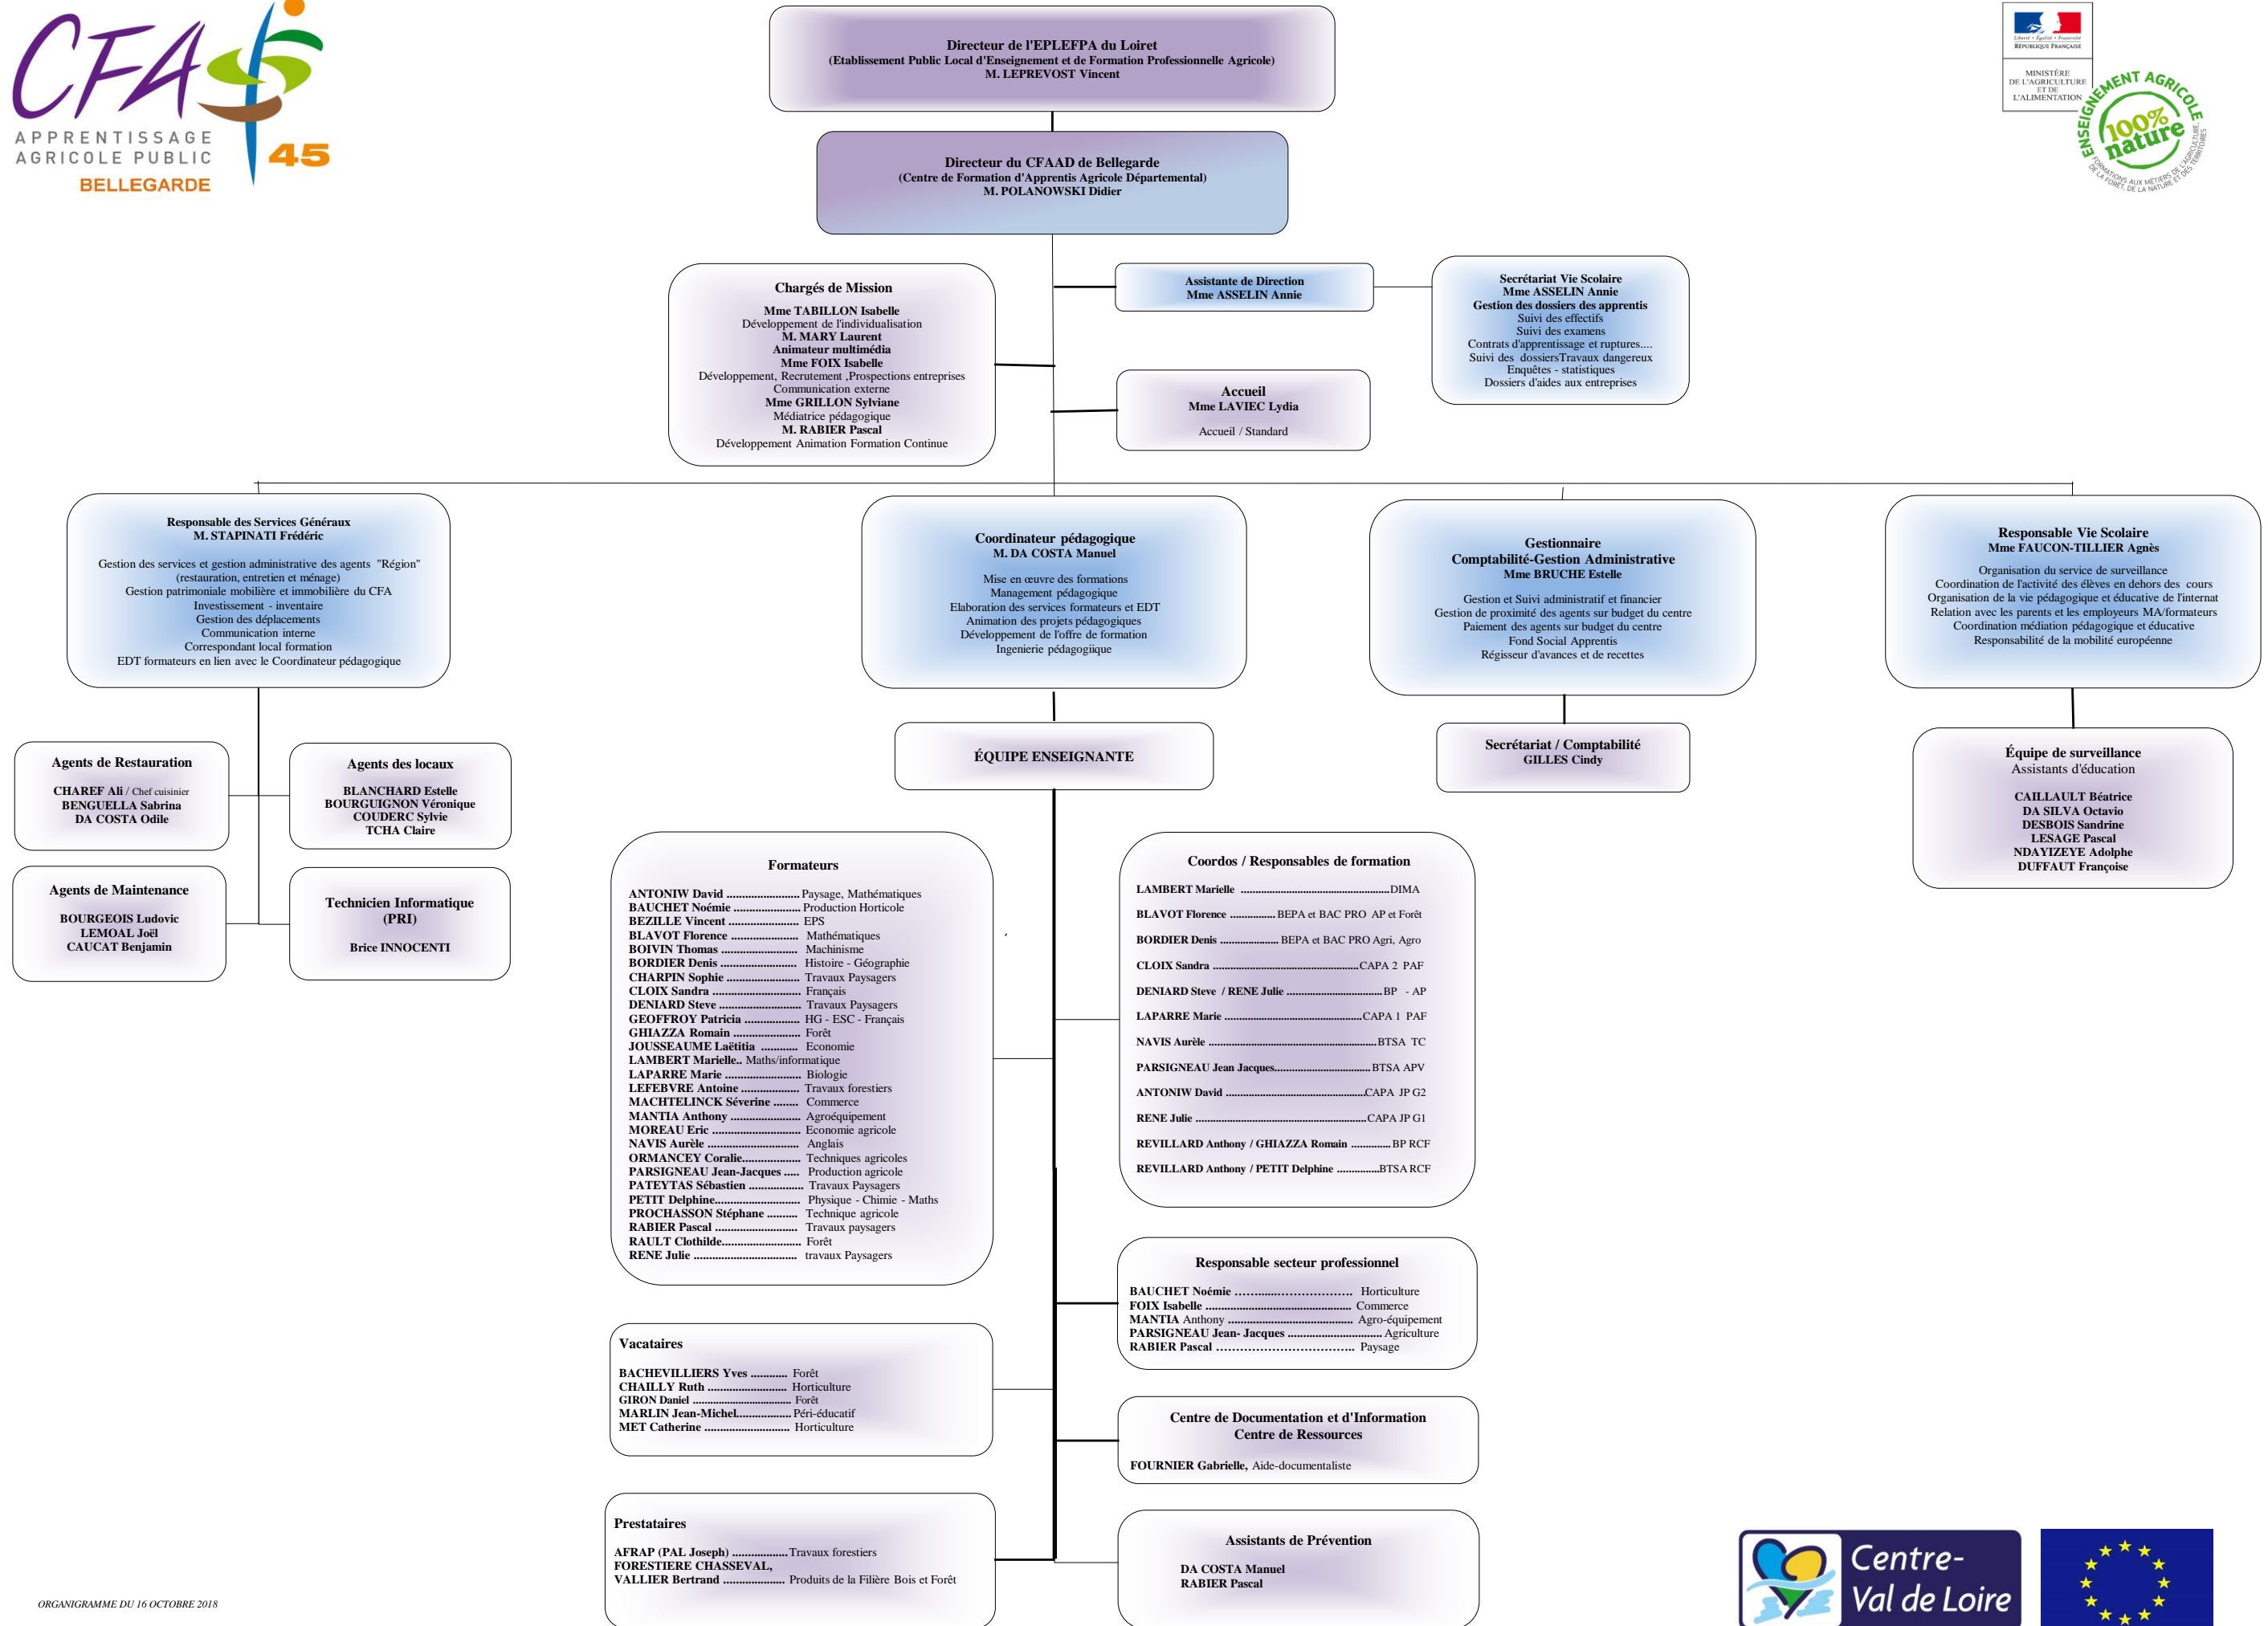 CFA
APPRENTISSAGE
AGRICOLE PUBLIC
45
BELLEGARDE
Directeur de l'EPLEFPA du Loiret
(Etablissement Public Local d'Enseignement et de Formation Professionnelle Agricole)
M. LEPREVOST Vincent
Liberté • Égalité • Fraternité
RÉPUBLIQUE FRANÇAISE
MINISTÈRE
DE L'AGRICULTURE
ET DE
L'ALIMENTATION
ENSEIGNEMENT AGRICOLE
100%
nature
FORMATIONS AUX MÉTIERS DE L'AGRICULTURE,
DE LA FORÊT, DE LA NATURE ET DES TERRITOIRES
Directeur du CFAAD de Bellegarde
(Centre de Formation d'Apprentis Agricole Départemental)
M. POLANOWSKI Didier
Chargés de Mission
Mme TABILLON Isabelle
Développement de l'individualisation
M. MARY Laurent
Animateur multimédia
Mme FOIX Isabelle
Développement, Recrutement ,Prospections entreprises
Communication externe
Mme GRILLON Sylviane
Médiatrice pédagogique
M. RABIER Pascal
Développement Animation Formation Continue
Assistante de Direction
Mme ASSELIN Annie
Secrétariat Vie Scolaire
Mme ASSELIN Annie
Gestion des dossiers des apprentis
Suivi des effectifs
Suivi des examens
Contrats d'apprentissage et ruptures....
Suivi des dossiersTravaux dangereux
Enquêtes - statistiques
Dossiers d'aides aux entreprises
Accueil
Mme LAVIEC Lydia
Accueil / Standard
Responsable des Services Généraux
M. STAPINATI Frédéric
Gestion des services et gestion administrative des agents "Région"
(restauration, entretien et ménage)
Gestion patrimoniale mobilière et immobilière du CFA
Investissement - inventaire
Gestion des déplacements
Communication interne
Correspondant local formation
EDT formateurs en lien avec le Coordinateur pédagogique
Coordinateur pédagogique
M. DA COSTA Manuel
Mise en œuvre des formations
Management pédagogique
Elaboration des services formateurs et EDT
Animation des projets pédagogiques
Développement de l'offre de formation
Ingenierie pédagogiique
Gestionnaire
Comptabilité-Gestion Administrative
Mme BRUCHE Estelle
Gestion et Suivi administratif et financier
Gestion de proximité des agents sur budget du centre
Paiement des agents sur budget du centre
Fond Social Apprentis
Régisseur d'avances et de recettes
Responsable Vie Scolaire
Mme FAUCON-TILLIER Agnès
Organisation du service de surveillance
Coordination de l'activité des élèves en dehors des cours
Organisation de la vie pédagogique et éducative de l'internat
Relation avec les parents et les employeurs MA/formateurs
Coordination médiation pédagogique et éducative
Responsabilité de la mobilité européenne
Agents de Restauration
CHAREF Ali / Chef cuisinier
BENGUELLA Sabrina
DA COSTA Odile
Agents des locaux
BLANCHARD Estelle
BOURGUIGNON Véronique
COUDERC Sylvie
TCHA Claire
Agents de Maintenance
BOURGEOIS Ludovic
LEMOAL Joël
CAUCAT Benjamin
Technicien Informatique
(PRI)
Brice INNOCENTI
ÉQUIPE ENSEIGNANTE
Secrétariat / Comptabilité
GILLES Cindy
Équipe de surveillance
Assistants d'éducation
CAILLAULT Béatrice
DA SILVA Octavio
DESBOIS Sandrine
LESAGE Pascal
NDAYIZEYE Adolphe
DUFFAUT Françoise
Formateurs
ANTONIW David ........................ Paysage, Mathématiques
BAUCHET Noémie ...................... Production Horticole
BEZILLE Vincent ....................... EPS
BLAVOT Florence ...................... Mathématiques
BOIVIN Thomas ......................... Machinisme
BORDIER Denis ......................... Histoire - Géographie
CHARPIN Sophie ........................ Travaux Paysagers
CLOIX Sandra ............................. Français
DENIARD Steve ........................... Travaux Paysagers
GEOFFROY Patricia .................. HG - ESC - Français
GHIAZZA Romain ...................... Forêt
JOUSSEAUME Laëtitia ............ Economie
LAMBERT Marielle.. Maths/informatique
LAPARRE Marie ......................... Biologie
LEFEBVRE Antoine ................... Travaux forestiers
MACHTELINCK Séverine ........ Commerce
MANTIA Anthony ....................... Agroéquipement
MOREAU Eric ............................. Economie agricole
NAVIS Aurèle .............................. Anglais
ORMANCEY Coralie................... Techniques agricoles
PARSIGNEAU Jean-Jacques ..... Production agricole
PATEYTAS Sébastien .................. Travaux Paysagers
PETIT Delphine............................ Physique - Chimie - Maths
PROCHASSON Stéphane .......... Technique agricole
RABIER Pascal ........................... Travaux paysagers
RAULT Clothilde.......................... Forêt
RENE Julie .................................. travaux Paysagers
Coordos / Responsables de formation
LAMBERT Marielle ....................................................DIMA
BLAVOT Florence ................ BEPA et BAC PRO AP et Forêt
BORDIER Denis ..................... BEPA et BAC PRO Agri, Agro
CLOIX Sandra ...................................................CAPA 2 PAF
DENIARD Steve / RENE Julie .................................BP - AP
LAPARRE Marie ................................................CAPA 1 PAF
NAVIS Aurèle ...........................................................BTSA TC
PARSIGNEAU Jean Jacques.................................BTSA APV
ANTONIW David .................................................CAPA JP G2
RENE Julie ............................................................CAPA JP G1
REVILLARD Anthony / GHIAZZA Romain ..............BP RCF
REVILLARD Anthony / PETIT Delphine ...............BTSA RCF
Responsable secteur professionnel
BAUCHET Noémie ……......………………. Horticulture
FOIX Isabelle ................................................ Commerce
MANTIA Anthony ......................................... Agro-équipement
PARSIGNEAU Jean- Jacques ............................... Agriculture
RABIER Pascal …………………………….. Paysage
Vacataires
BACHEVILLIERS Yves ............ Forêt
CHAILLY Ruth .......................... Horticulture
GIRON Daniel ................................... Forêt
MARLIN Jean-Michel.................. Péri-éducatif
MET Catherine ............................ Horticulture
Centre de Documentation et d'Information
Centre de Ressources
FOURNIER Gabrielle, Aide-documentaliste
Prestataires
AFRAP (PAL Joseph) ..................Travaux forestiers
FORESTIERE CHASSEVAL,
VALLIER Bertrand .................... Produits de la Filière Bois et Forêt
Assistants de Prévention
DA COSTA Manuel
RABIER Pascal
ORGANIGRAMME DU 16 OCTOBRE 2018
Centre-
Val de Loire